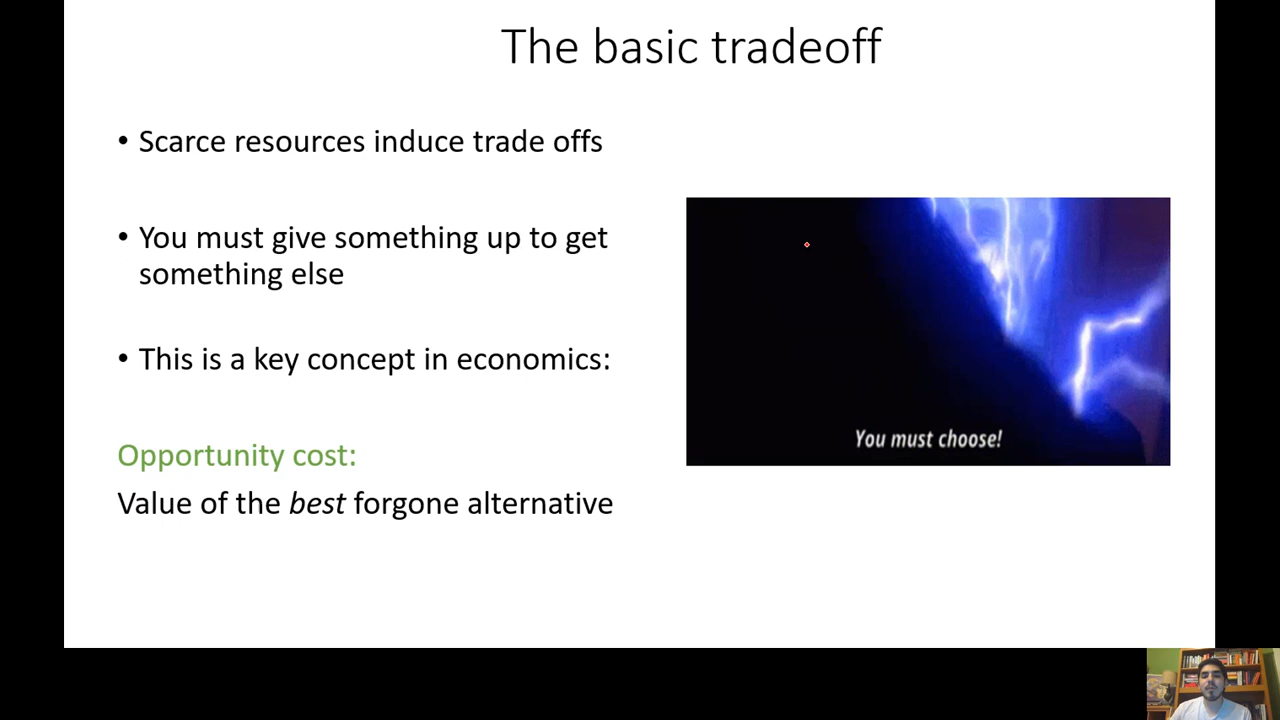 The basic tradeoff
• Scarce resources induce trade offs
• You must give something up to get
something else
• This is a key concept in economics:
Opportunity cost:
Value of the best forgone alternative
You must choose!